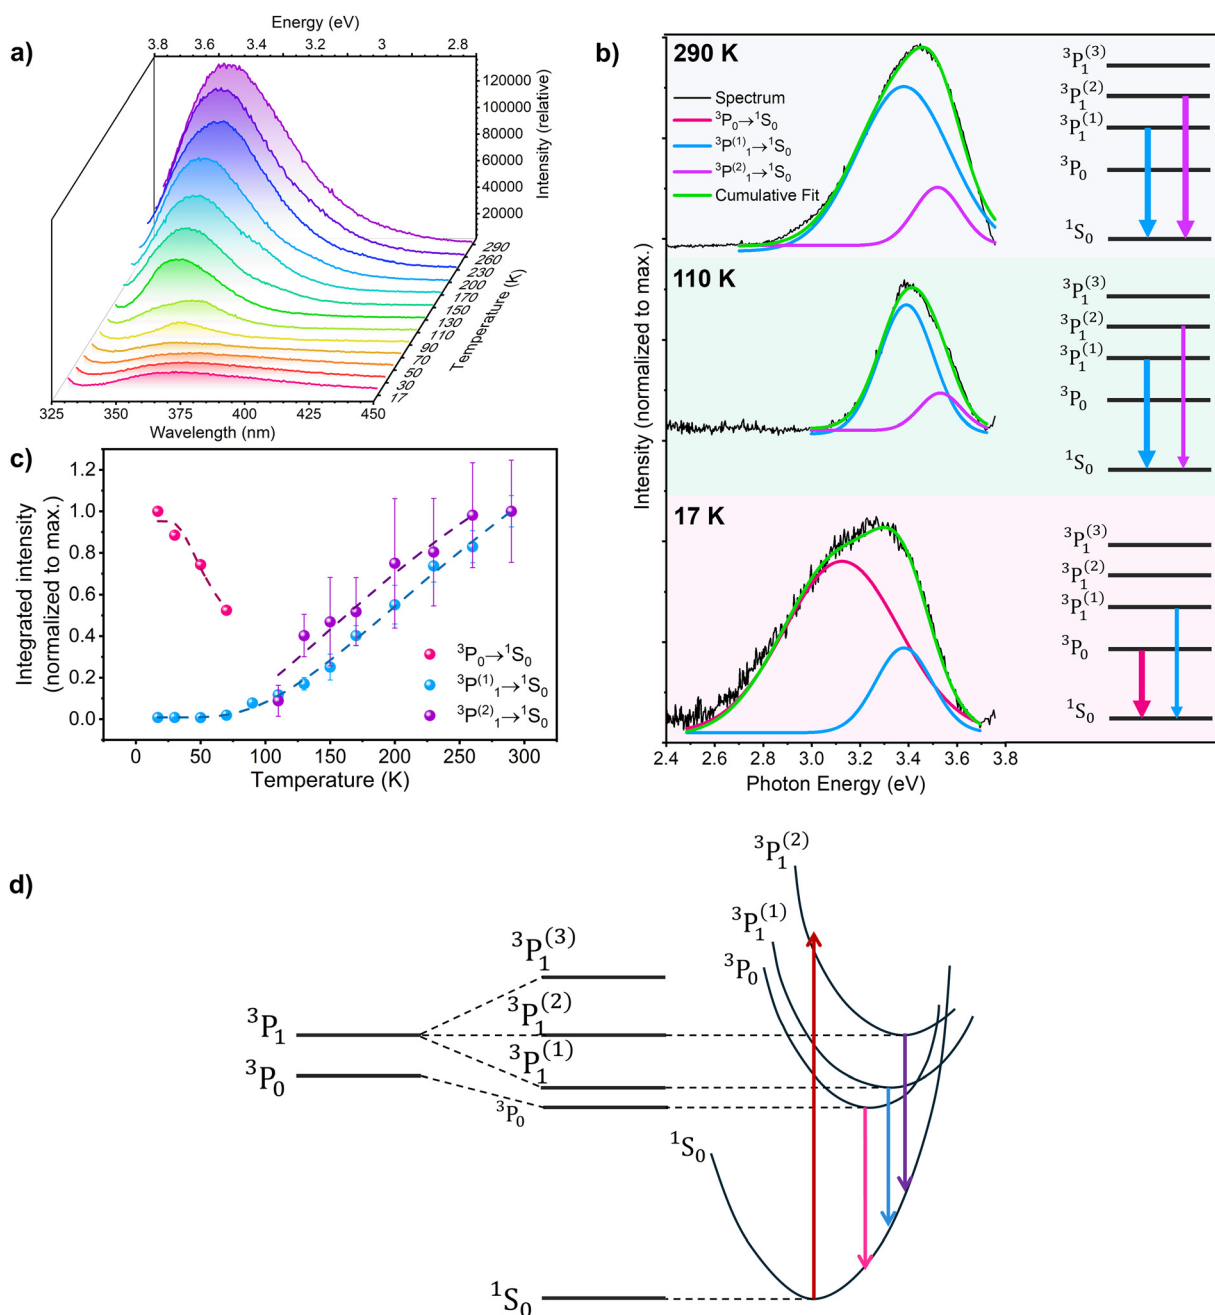 a)
Energy (eV)
3.8 3.6 3.4 3.2 3 2.8
120000
100000
80000
60000
40000
20000
Intensity (relative)
290
260
230
200
170
150
130
110
90
70
50
30
17
Temperature (K)
325 350 375 400 425 450
Wavelength (nm)
b)
290 K
Spectrum
³P₀→¹S₀
³P⁽¹⁾₁→¹S₀
³P⁽²⁾₁→¹S₀
Cumulative Fit
³P₁⁽³⁾
³P₁⁽²⁾
³P₁⁽¹⁾
³P₀
¹S₀
110 K
³P₁⁽³⁾
³P₁⁽²⁾
³P₁⁽¹⁾
³P₀
¹S₀
17 K
³P₁⁽³⁾
³P₁⁽²⁾
³P₁⁽¹⁾
³P₀
¹S₀
Intensity (normalized to max.)
2.4 2.6 2.8 3.0 3.2 3.4 3.6 3.8
Photon Energy (eV)
c)
Integrated intensity
(normalized to max.)
1.2
1.0
0.8
0.6
0.4
0.2
0.0
³P₀→¹S₀
³P⁽¹⁾₁→¹S₀
³P⁽²⁾₁→¹S₀
0 50 100 150 200 250 300
Temperature (K)
d)
³P₁
³P₀
³P₁⁽³⁾
³P₁⁽²⁾
³P₁⁽¹⁾
³P₀
¹S₀
³P₁⁽²⁾
³P₁⁽¹⁾
³P₀
¹S₀